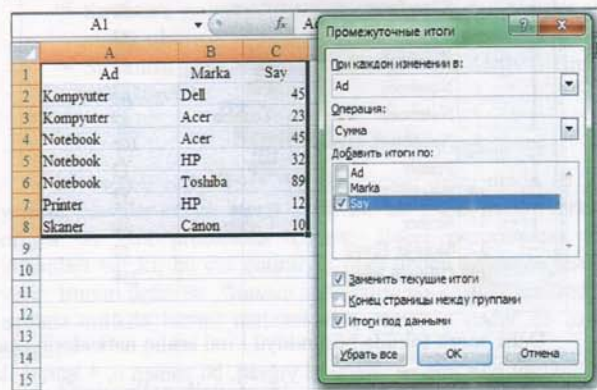 A1 fx A
A B C
1 Ad Marka Say
2 Kompyuter Dell 45
3 Kompyuter Acer 23
4 Notebook Acer 45
5 Notebook HP 32
6 Notebook Toshiba 89
7 Printer HP 12
8 Skaner Canon 10
9
10
11
12
13
14
15
Промежуточные итоги
При каждом изменении в:
Ad
Операция:
Сумма
Добавить итоги по:
Ad
Marka
Say
Заменить текущие итоги
Конец страницы между группами
Итоги под данными
Убрать все ОК Отмена